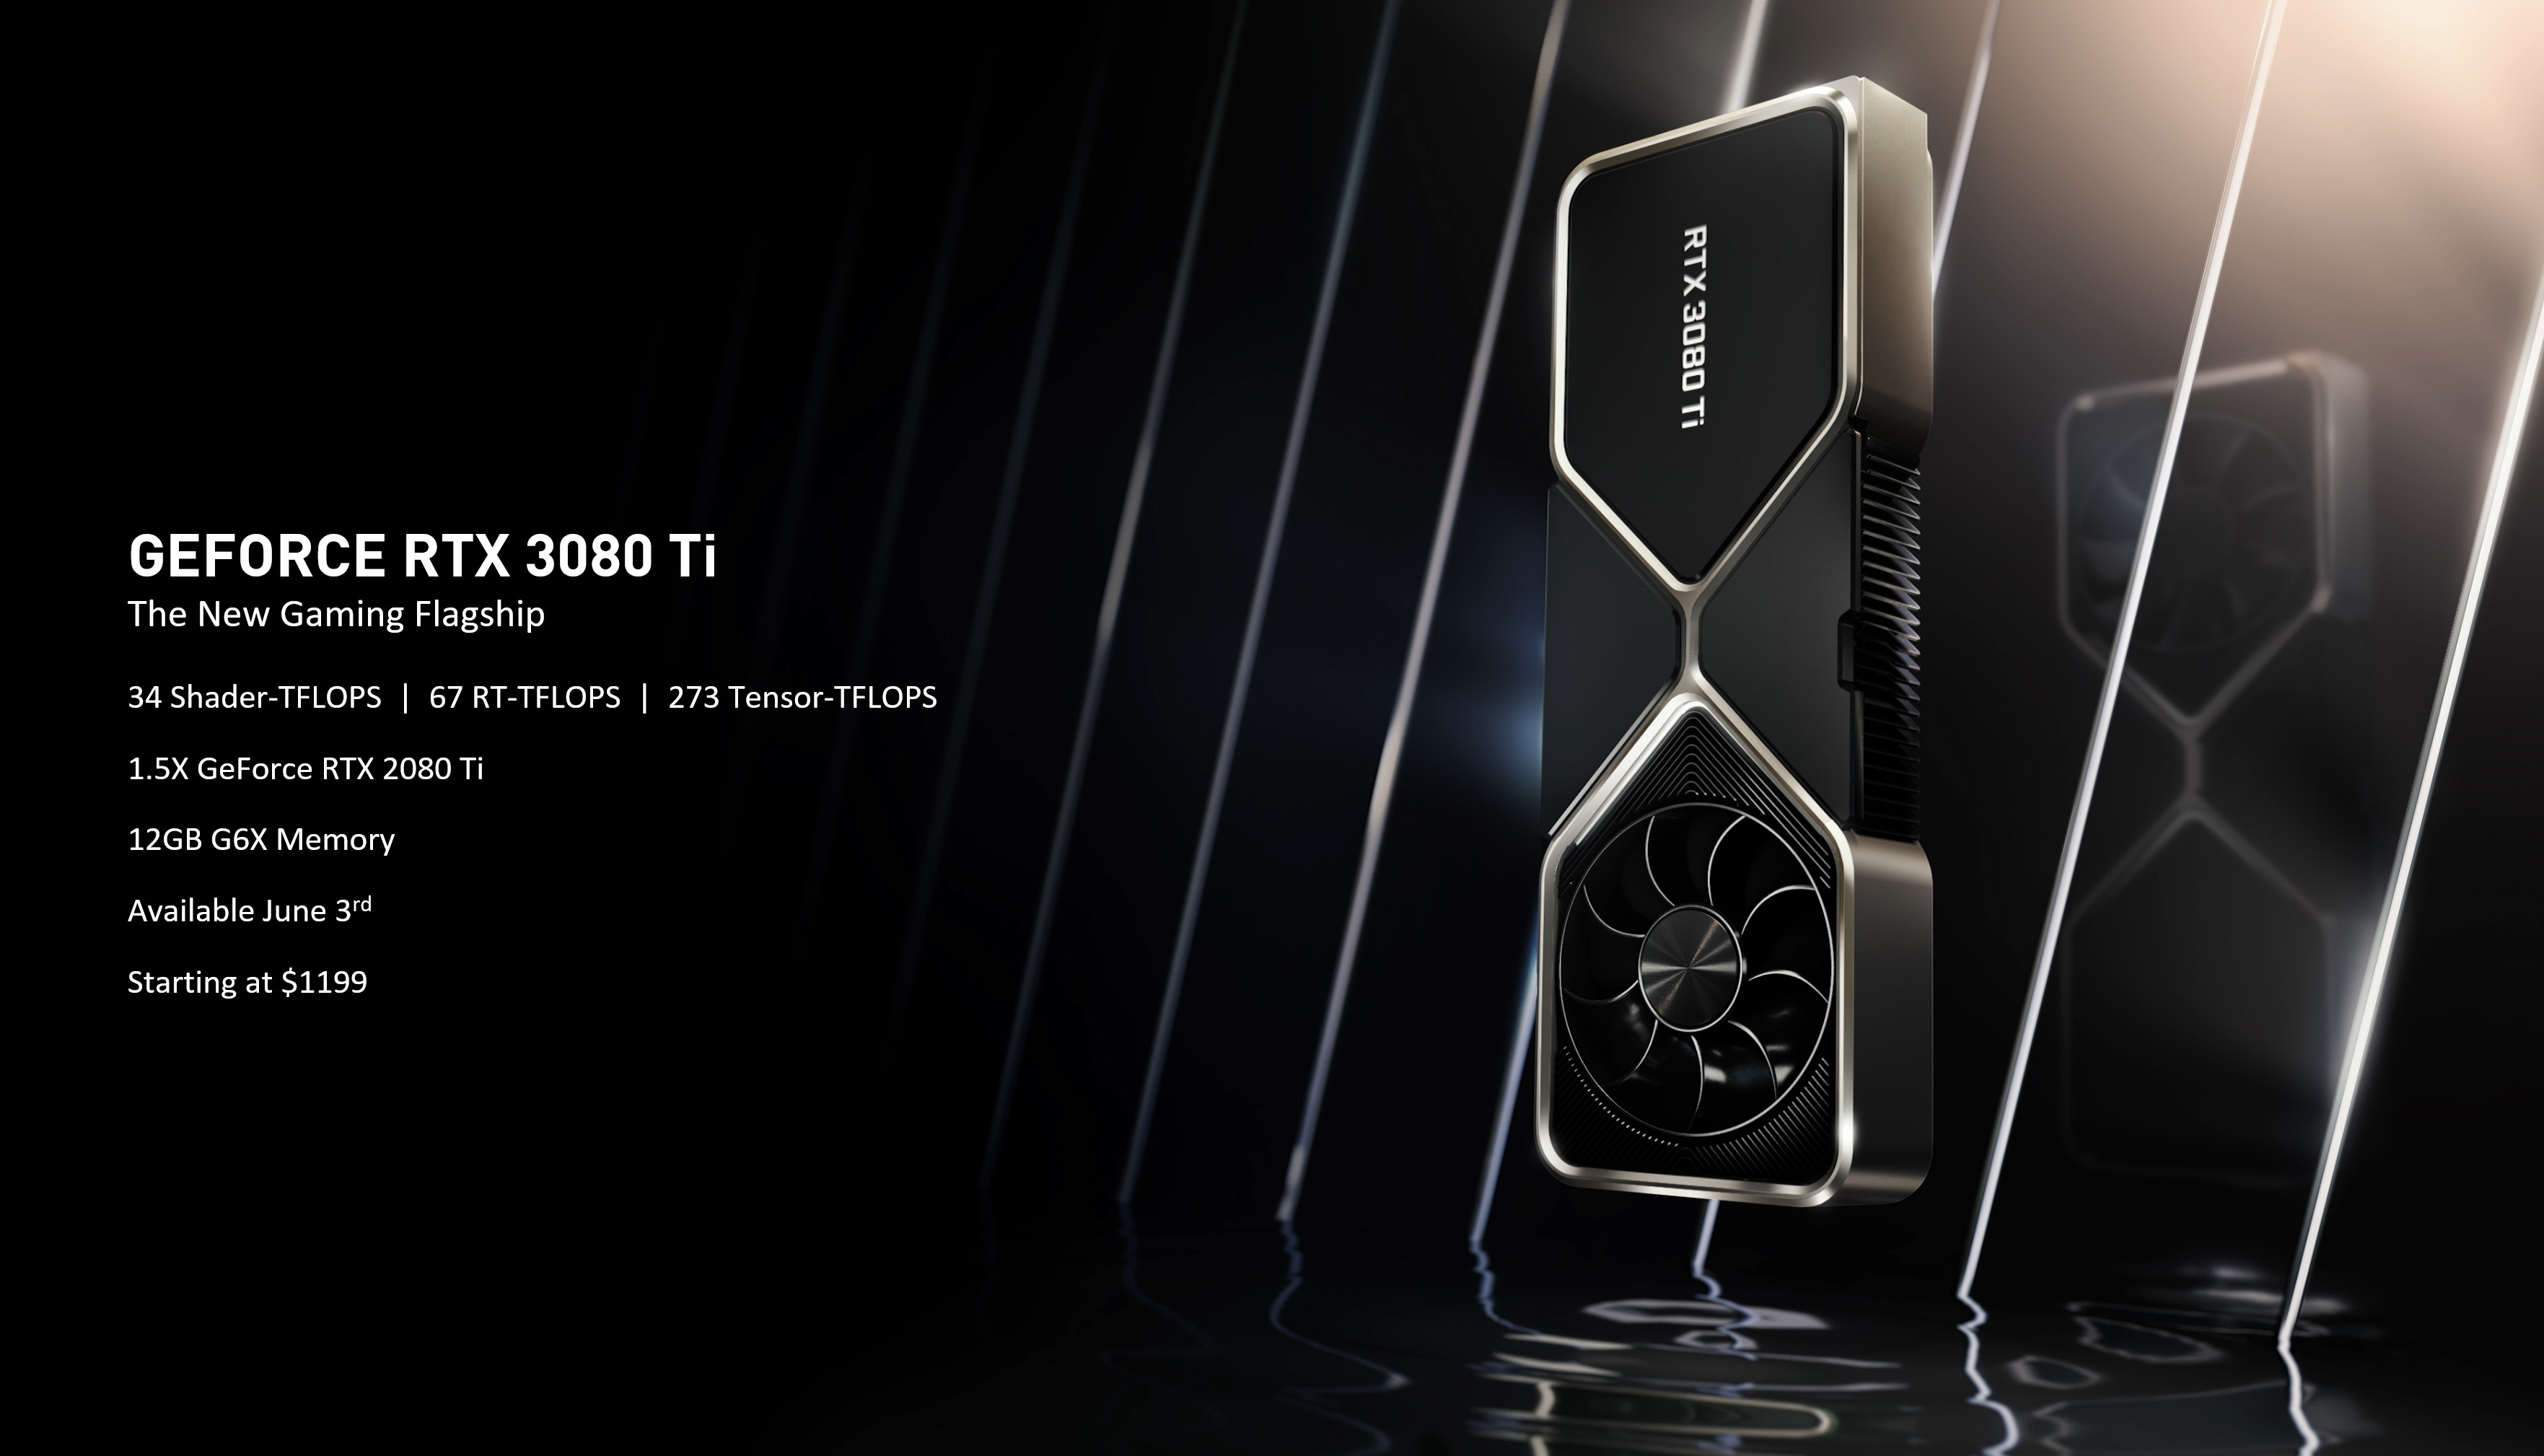 GEFORCE RTX 3080 Ti
The New Gaming Flagship
34 Shader-TFLOPS | 67 RT-TFLOPS | 273 Tensor-TFLOPS
1.5X GeForce RTX 2080 Ti
12GB G6X Memory
Available June 3rd
Starting at $1199
RTX 3080 Ti